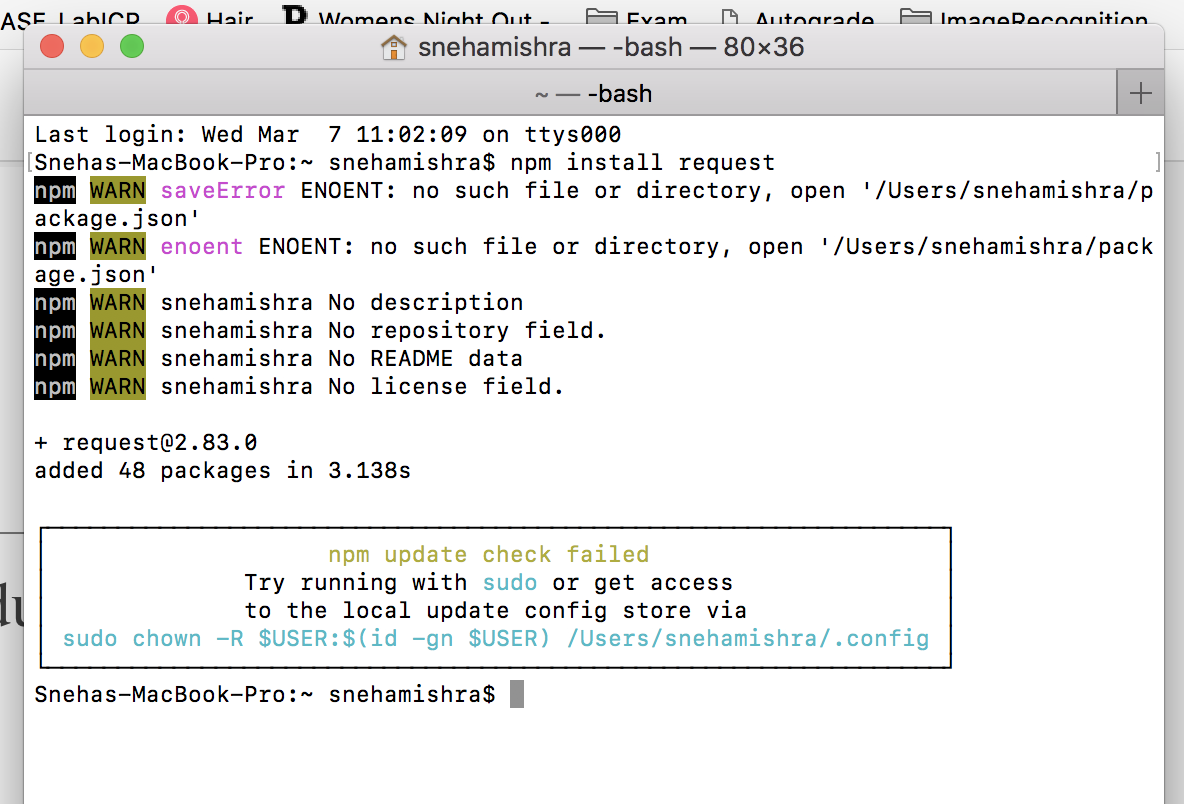 ASE_LabICP Hair Womens Night Out - Exam Autograde ImageRecognition
snehamishra — -bash — 80×36
~ — -bash
Last login: Wed Mar  7 11:02:09 on ttys000
[Snehas-MacBook-Pro:~ snehamishra$ npm install request ]
npm WARN saveError ENOENT: no such file or directory, open '/Users/snehamishra/p
ackage.json'
npm WARN enoent ENOENT: no such file or directory, open '/Users/snehamishra/pack
age.json'
npm WARN snehamishra No description
npm WARN snehamishra No repository field.
npm WARN snehamishra No README data
npm WARN snehamishra No license field.
+ request@2.83.0
added 48 packages in 3.138s
npm update check failed
Try running with sudo or get access
to the local update config store via
sudo chown -R $USER:$(id -gn $USER) /Users/snehamishra/.config
Snehas-MacBook-Pro:~ snehamishra$